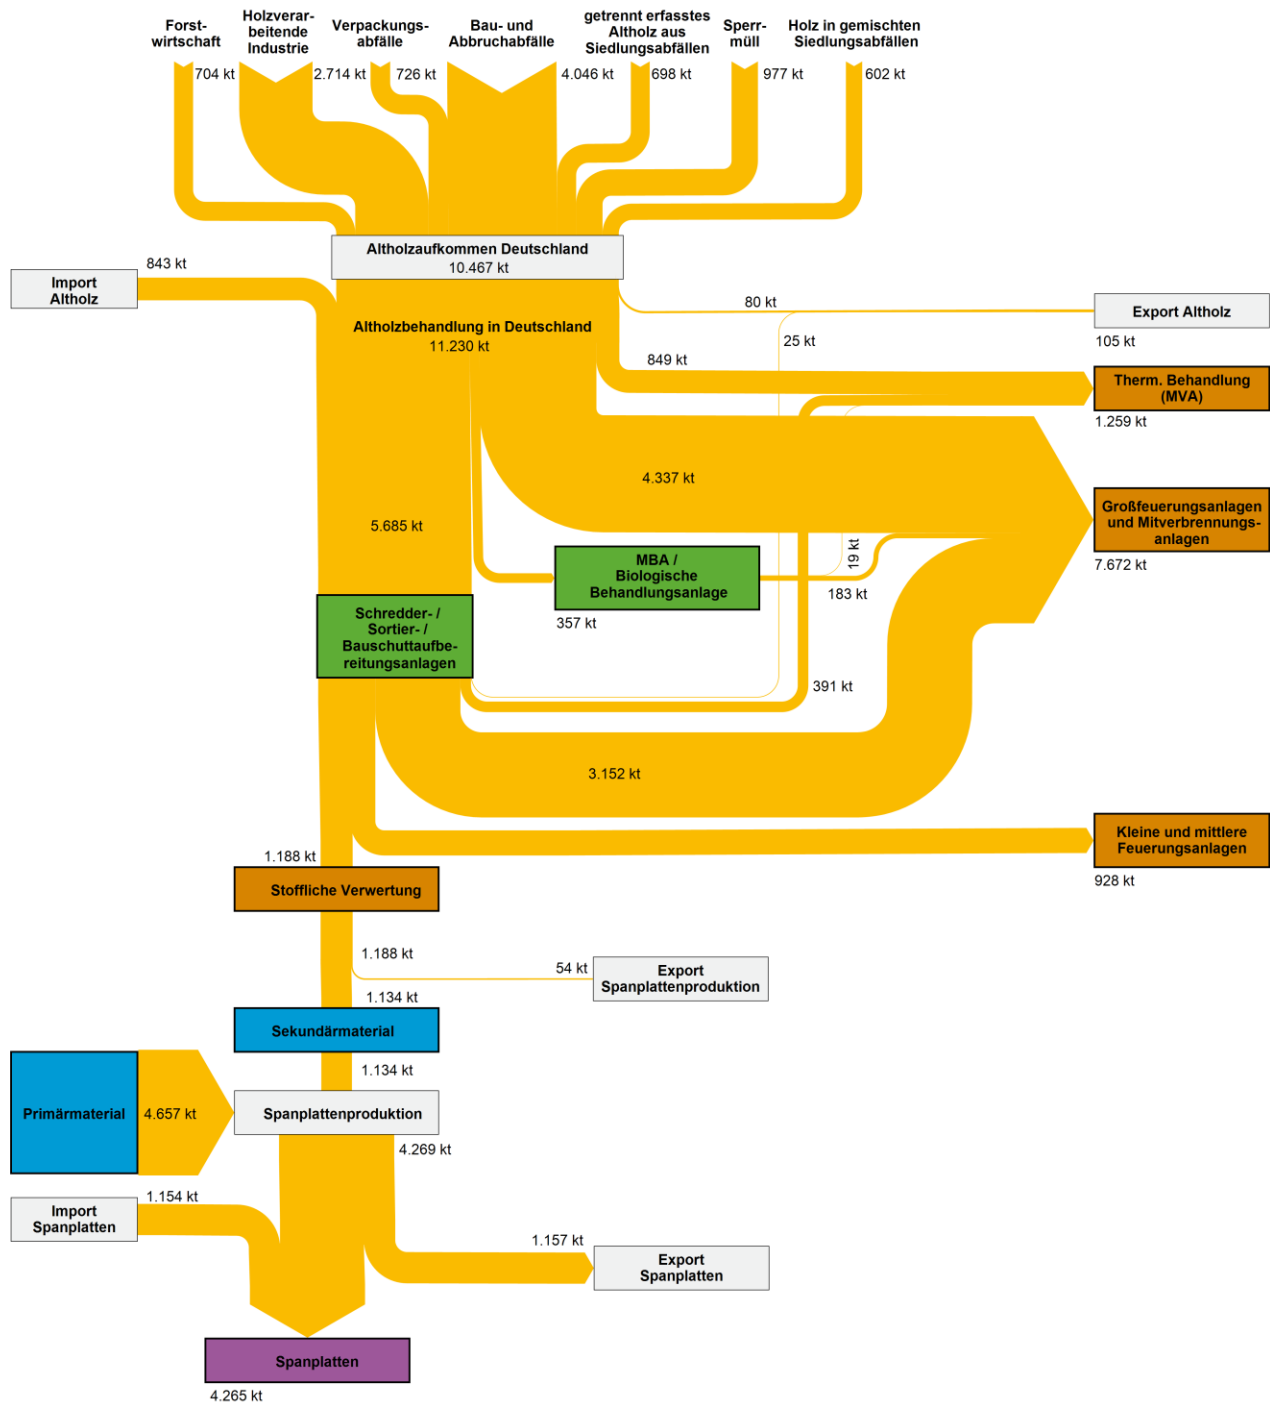 Forst-
wirtschaft
704 kt
Holzverar-
beitende
Industrie
2.714 kt
Verpackungs-
abfälle
726 kt
Bau- und
Abbruchabfälle
4.046 kt
getrennt erfasstes
Altholz aus
Siedlungsabfällen
698 kt
Sperr-
müll
977 kt
Holz in gemischten
Siedlungsabfällen
602 kt
Altholzaufkommen Deutschland
10.467 kt
843 kt
Import
Altholz
80 kt
Export Altholz
105 kt
Altholzbehandlung in Deutschland
11.230 kt
25 kt
849 kt
Therm. Behandlung
(MVA)
1.259 kt
4.337 kt
Großfeuerungsanlagen
und Mitverbrennungs-
anlagen
7.672 kt
5.685 kt
19 kt
MBA /
Biologische
Behandlungsanlage
357 kt
183 kt
Schredder- /
Sortier- /
Bauschuttaufbe-
reitungsanlagen
391 kt
3.152 kt
Kleine und mittlere
Feuerungsanlagen
928 kt
1.188 kt
Stoffliche Verwertung
1.188 kt
54 kt
Export
Spanplattenproduktion
1.134 kt
Sekundärmaterial
1.134 kt
Primärmaterial
4.657 kt
Spanplattenproduktion
4.269 kt
1.154 kt
Import
Spanplatten
1.157 kt
Export
Spanplatten
Spanplatten
4.265 kt